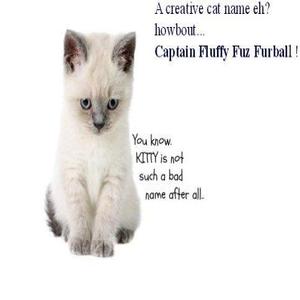 A creative cat name eh?
howbout...
Captain Fluffy Fuz Furball !
You know.
KITTY is not
such a bad
name after all.